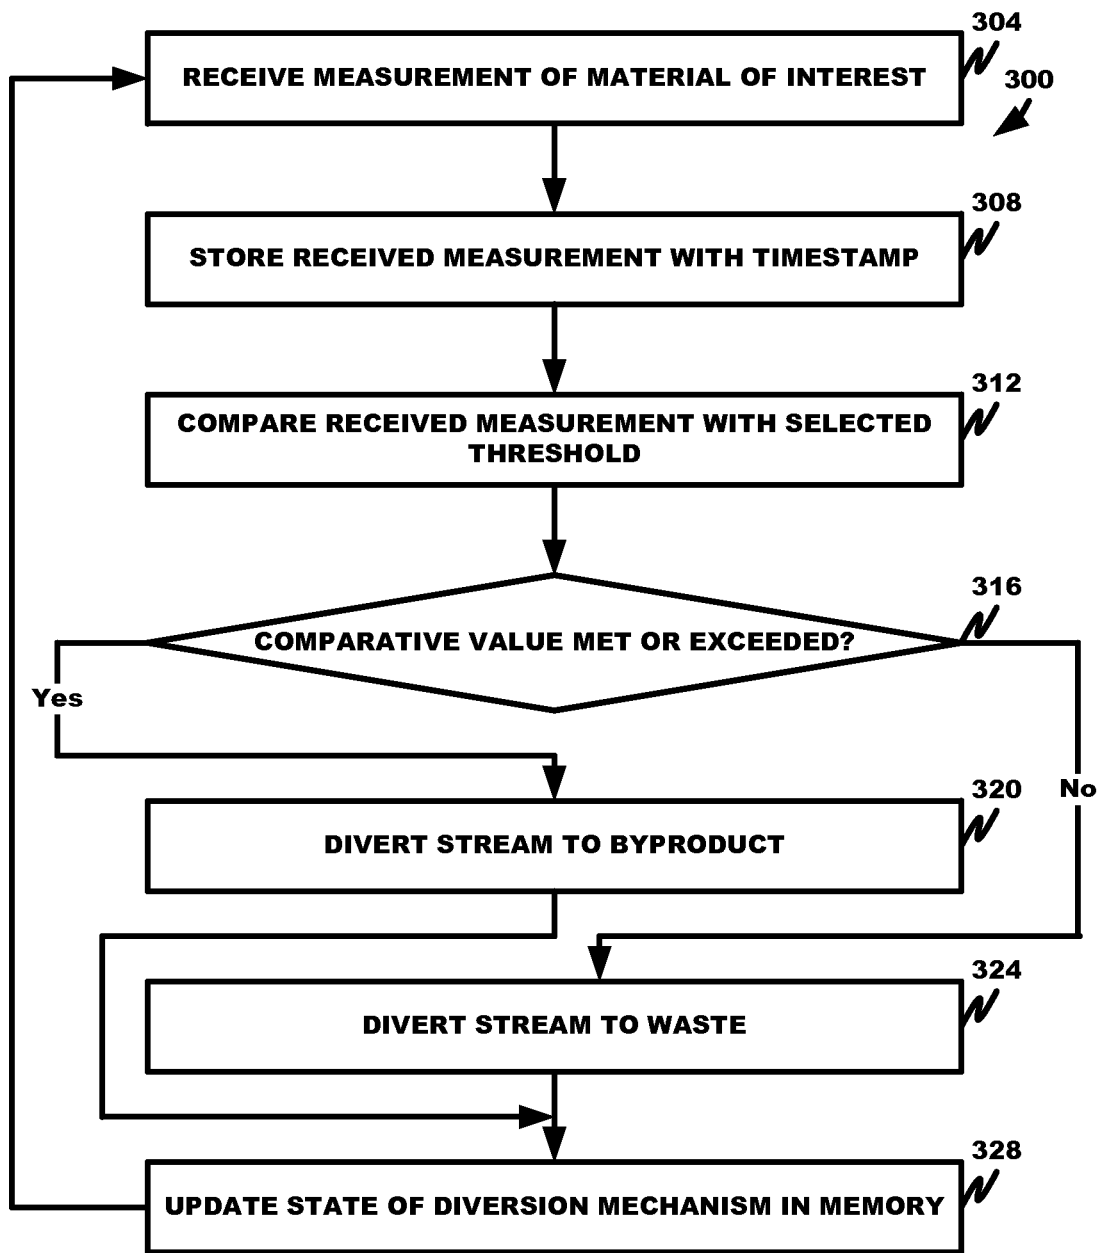 304
RECEIVE MEASUREMENT OF MATERIAL OF INTEREST
300
308
STORE RECEIVED MEASUREMENT WITH TIMESTAMP
312
COMPARE RECEIVED MEASUREMENT WITH SELECTED
THRESHOLD
316
COMPARATIVE VALUE MET OR EXCEEDED?
Yes
320
No
DIVERT STREAM TO BYPRODUCT
324
DIVERT STREAM TO WASTE
328
UPDATE STATE OF DIVERSION MECHANISM IN MEMORY